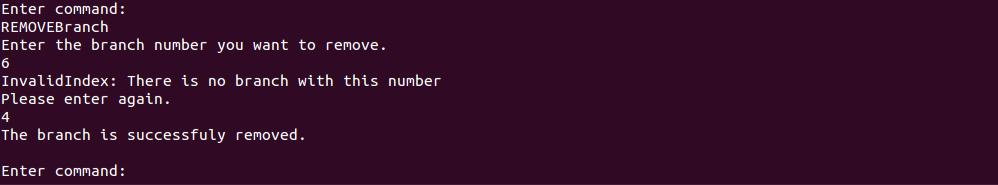 Enter command:
REMOVEBranch
Enter the branch number you want to remove.
6
InvalidIndex: There is no branch with this number
Please enter again.
4
The branch is successfuly removed.
Enter command: